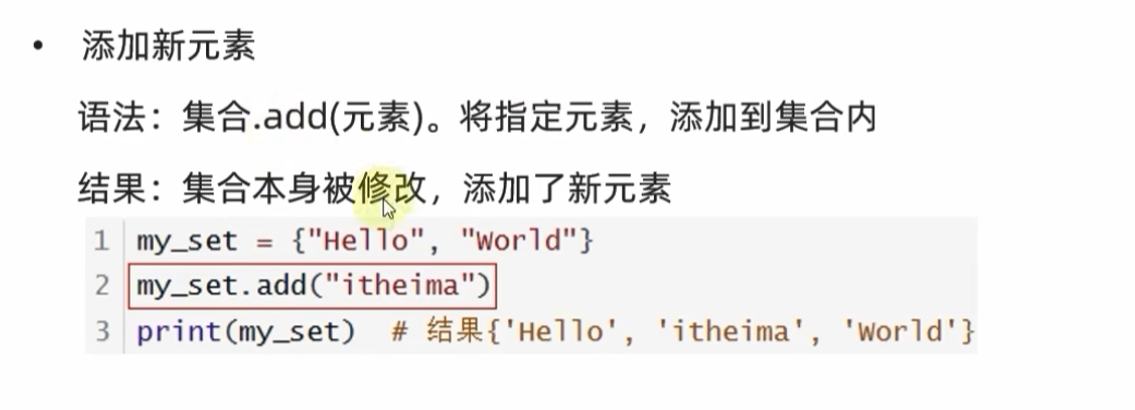 • 添加新元素
语法：集合.add(元素)。将指定元素，添加到集合内
结果：集合本身被修改，添加了新元素
1 my_set = {"Hello", "World"}
2 my_set.add("itheima")
3 print(my_set)  # 结果{'Hello', 'itheima', 'World'}